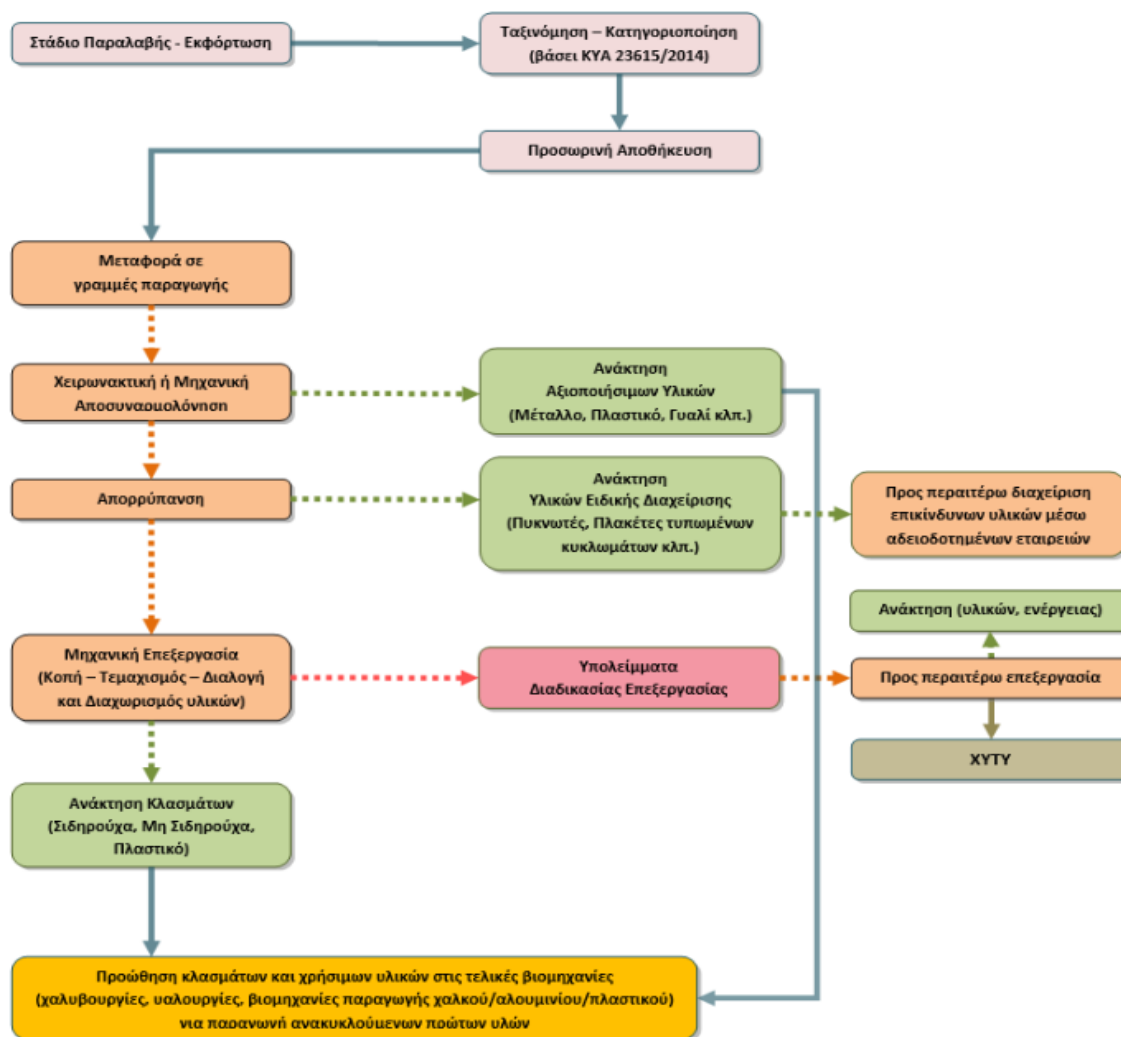 Στάδιο Παραλαβής - Εκφόρτωση
Ταξινόμηση – Κατηγοριοποίηση
(βάσει ΚΥΑ 23615/2014)
Προσωρινή Αποθήκευση
Μεταφορά σε
γραμμές παραγωγής
Χειρωνακτική ή Μηχανική
Αποσυναρμολόγηση
Ανάκτηση
Αξιοποιήσιμων Υλικών
(Μέταλλο, Πλαστικό, Γυαλί κλπ.)
Απορρύπανση
Ανάκτηση
Υλικών Ειδικής Διαχείρισης
(Πυκνωτές, Πλακέτες τυπωμένων
κυκλωμάτων κλπ.)
Προς περαιτέρω διαχείριση
επικίνδυνων υλικών μέσω
αδειοδοτημένων εταιρειών
Ανάκτηση (υλικών, ενέργειας)
Μηχανική Επεξεργασία
(Κοπή – Τεμαχισμός – Διαλογή
και Διαχωρισμός υλικών)
Υπολείμματα
Διαδικασίας Επεξεργασίας
Προς περαιτέρω επεξεργασία
ΧΥΤΥ
Ανάκτηση Κλασμάτων
(Σιδηρούχα, Μη Σιδηρούχα,
Πλαστικό)
Προώθηση κλασμάτων και χρήσιμων υλικών στις τελικές βιομηχανίες
(χαλυβουργίες, υαλουργίες, βιομηχανίες παραγωγής χαλκού/αλουμινίου/πλαστικού)
για παραγωγή ανακυκλούμενων πρώτων υλών